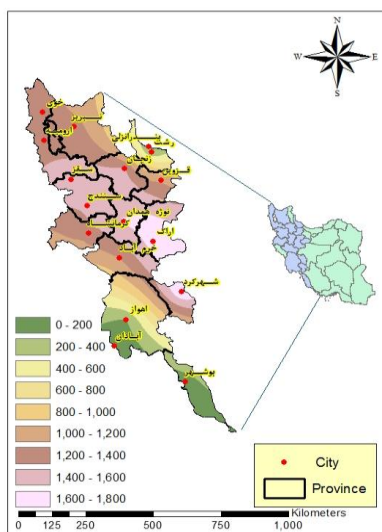 N
W E
S
خوی
تبریز
ارومیه
بندرانزلی
رشت
زنجان
سقز
قزوین
سنندج
نوژه همدان
کرمانشاه
اراک
خرم آباد
شهرکرد
اهواز
آبادان
بوشهر
0 - 200
200 - 400
400 - 600
600 - 800
800 - 1,000
1,000 - 1,200
1,200 - 1,400
1,400 - 1,600
1,600 - 1,800
City
Province
Kilometers
0 125 250 500 750 1,000